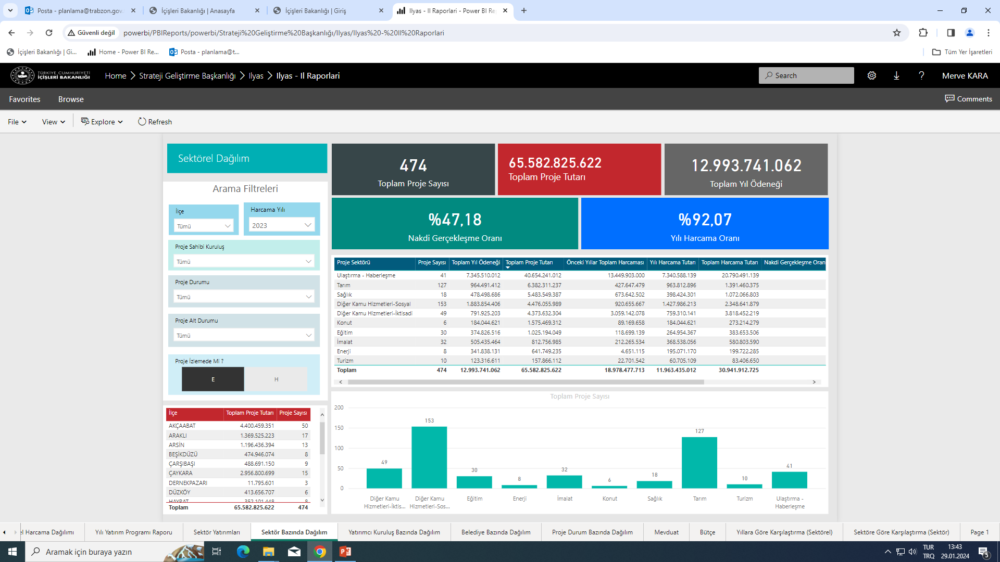 Posta - planlama@trabzon.gov.
İçişleri Bakanlığı | Anasayfa
İçişleri Bakanlığı | Giriş
Ilyas - Il Raporlari - Power BI Re
Güvenli değil
powerbi/PBIReports/powerbi/Strateji%20Geliştirme%20Başkanlığı/Ilyas/Ilyas%20-%20Il%20Raporlari
İçişleri Bakanlığı | Gi...
Home - Power BI Re...
Posta - planlama@t...
Tüm Yer İşaretleri
TÜRKİYE CUMHURİYETİ
İÇİŞLERİ BAKANLIĞI
Home > Strateji Geliştirme Başkanlığı > Ilyas > Ilyas - Il Raporlari
Search
?
Merve KARA
Favorites Browse
Comments
File View Explore Refresh
Sektörel Dağılım
474
Toplam Proje Sayısı
65.582.825.622
Toplam Proje Tutarı
12.993.741.062
Toplam Yıl Ödeneği
%47,18
Nakdi Gerçekleşme Oranı
%92,07
Yılı Harcama Oranı
Arama Filtreleri
İlçe
Tümü
Harcama Yılı
2023
Proje Sahibi Kuruluş
Tümü
Proje Durumu
Tümü
Proje Alt Durumu
Tümü
Proje İzlemede Mi ?
E H
Proje Sektörü Proje Sayısı Toplam Yıl Ödeneği Toplam Proje Tutarı Önceki Yıllar Toplam Harcaması Yılı Harcama Tutarı Toplam Harcama Tutarı Nakdi Gerçekleşme Oran
Ulaştırma - Haberleşme 41 7.345.510.012 40.654.241.012 13.449.903.000 7.340.588.139 20.790.491.139
Tarım 127 964.491.412 6.382.311.237 427.647.479 963.812.896 1.391.460.375
Sağlık 18 478.498.686 5.483.549.387 673.642.502 398.424.301 1.072.066.803
Diğer Kamu Hizmetleri-Sosyal 153 1.883.854.406 4.476.055.989 920.655.667 1.427.986.213 2.348.641.879
Diğer Kamu Hizmetleri-İktisadi 49 791.925.203 4.373.632.304 3.059.142.078 759.310.141 3.818.452.219
Konut 6 184.044.621 1.575.469.312 89.169.658 184.044.621 273.214.279
Eğitim 30 374.826.516 1.025.194.049 118.699.139 264.954.367 383.653.506
İmalat 32 505.435.464 812.756.985 212.265.534 368.538.056 580.803.590
Enerji 8 341.838.131 641.749.235 4.651.115 195.071.170 199.722.285
Turizm 10 123.316.611 157.866.112 22.701.542 60.705.109 83.406.650
Toplam 474 12.993.741.062 65.582.825.622 18.978.477.713 11.963.435.012 30.941.912.725
İlçe Toplam Proje Tutarı Proje Sayısı
AKÇAABAT 4.400.459.351 50
ARAKLI 1.369.525.223 17
ARSİN 1.196.436.394 13
BEŞİKDÜZÜ 474.946.074 8
ÇARŞIBAŞI 488.691.150 9
ÇAYKARA 2.956.800.699 15
DERNEKPAZARI 11.795.601 3
DÜZKÖY 413.656.707 6
HAYRAT 352.101.448 8
Toplam 65.582.825.622 474
Toplam Proje Sayısı
200
150
100
50
0
49
153
30
8
32
6
18
127
10
41
Diğer Kamu Hizmetleri-İktis...
Diğer Kamu Hizmetleri-Sos...
Eğitim
Enerji
İmalat
Konut
Sağlık
Tarım
Turizm
Ulaştırma - Haberleşme
el Harcama Dağılımı
Yılı Yatırım Programı Raporu
Sektör Yatırımları
Sektör Bazında Dağılım
Yatırımcı Kuruluş Bazında Dağılım
Belediye Bazında Dağılım
Proje Durum Bazında Dağılım
Mevduat
Bütçe
Yıllara Göre Karşılaştırma (Sektörel)
Sektöre Göre Karşılaştırma (Sektör)
Page 1
Aramak için buraya yazın
TUR
TRQ
13:43
29.01.2024
5